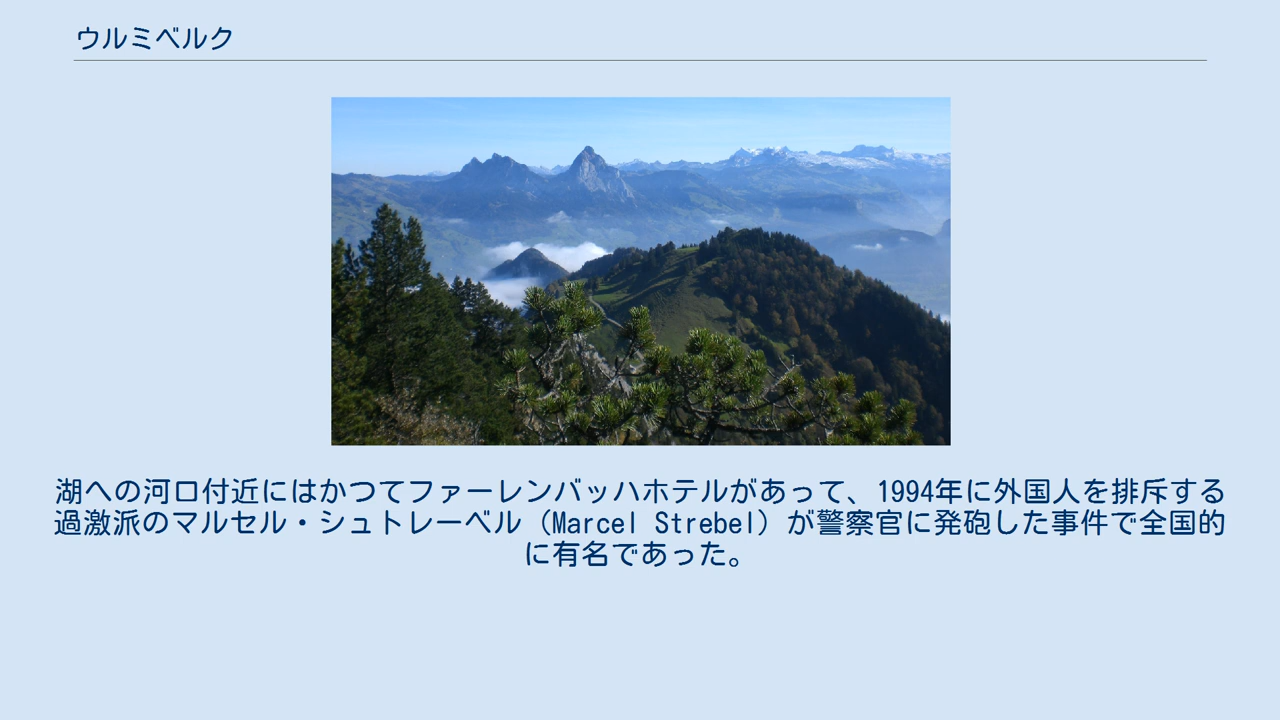 ウルミベルク
湖への河口付近にはかつてファーレンバッハホテルがあって、1994年に外国人を排斥する
過激派のマルセル・シュトレーベル（Marcel Strebel）が警察官に発砲した事件で全国的
に有名であった。